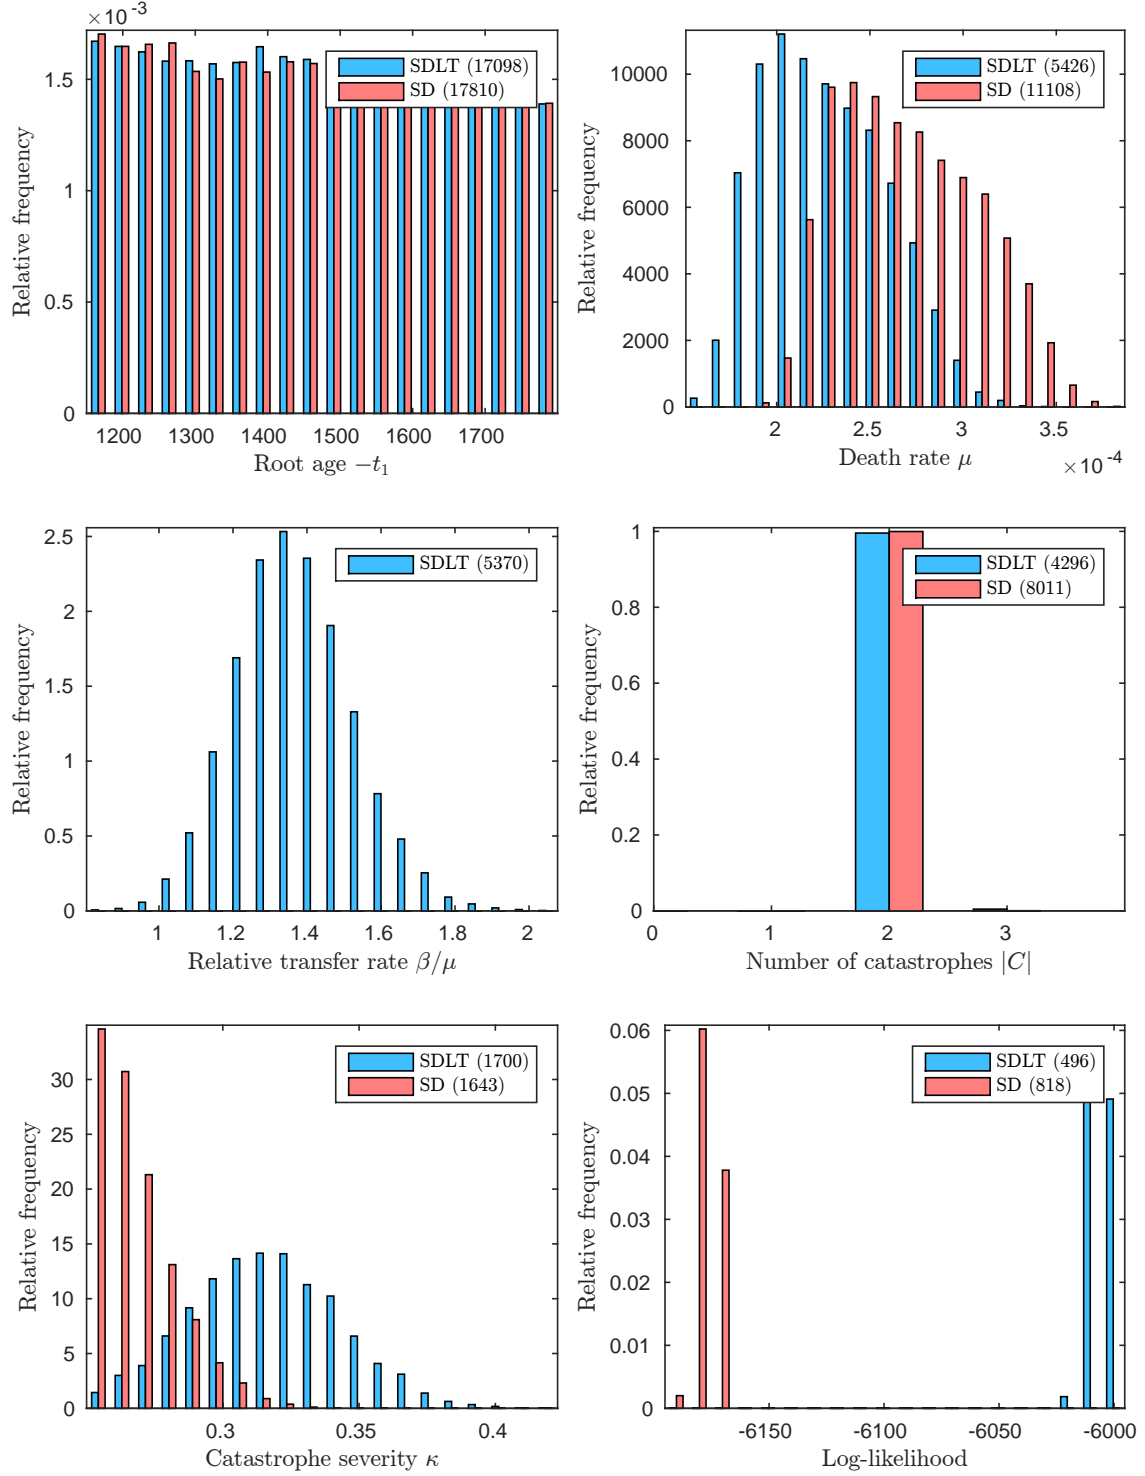 ×10 -3
1.5
1
0.5
0
Relative frequency
1200 1300 1400 1500 1600 1700
Root age −t1
SDLT (17098)
SD (17810)
10000
8000
6000
4000
2000
0
Relative frequency
2 2.5 3 3.5
×10 -4
Death rate μ
SDLT (5426)
SD (11108)
2.5
2
1.5
1
0.5
0
Relative frequency
1 1.2 1.4 1.6 1.8 2
Relative transfer rate β/μ
SDLT (5370)
1
0.8
0.6
0.4
0.2
0
Relative frequency
0 1 2 3
Number of catastrophes |C|
SDLT (4296)
SD (8011)
30
25
20
15
10
5
0
Relative frequency
0.3 0.35 0.4
Catastrophe severity κ
SDLT (1700)
SD (1643)
0.06
0.05
0.04
0.03
0.02
0.01
0
Relative frequency
-6150 -6100 -6050 -6000
Log-likelihood
SDLT (496)
SD (818)